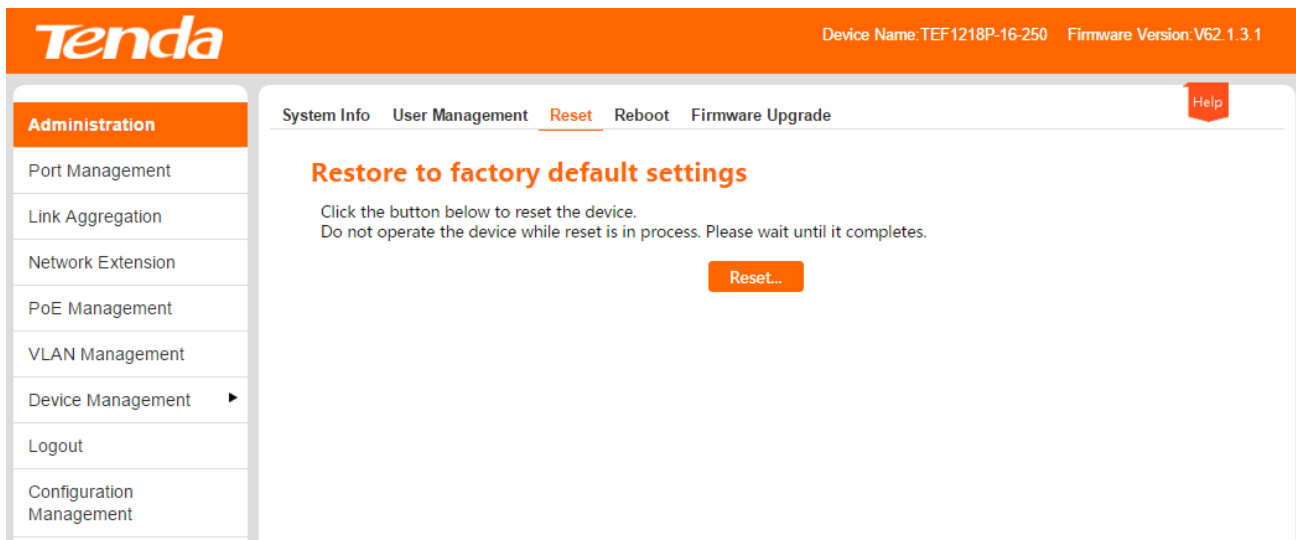 Tenda
Device Name:TEF1218P-16-250 Firmware Version:V62.1.3.1
Help
Administration
System Info User Management Reset Reboot Firmware Upgrade
Port Management
Link Aggregation
Network Extension
PoE Management
VLAN Management
Device Management
Logout
Configuration
Management
Restore to factory default settings
Click the button below to reset the device.
Do not operate the device while reset is in process. Please wait until it completes.
Reset...